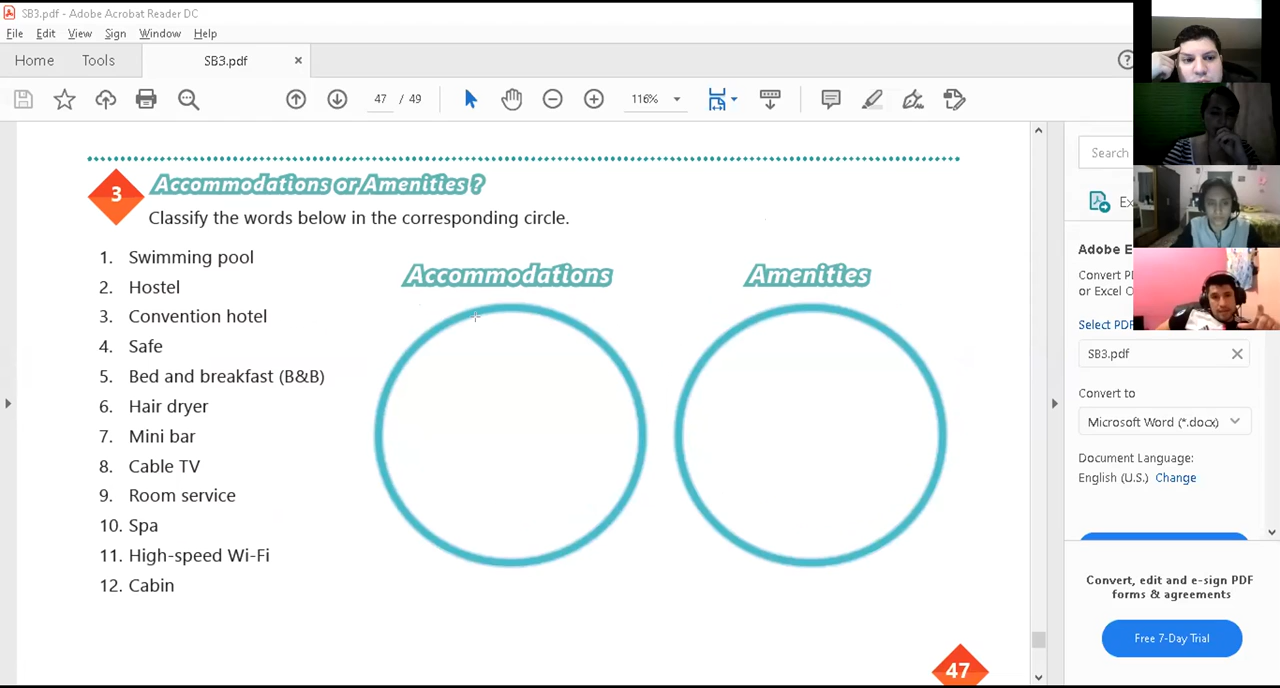 SB3.pdf - Adobe Acrobat Reader DC
File Edit View Sign Window Help
Home Tools SB3.pdf ×
47 / 49 116%
3 Accommodations or Amenities ?
Classify the words below in the corresponding circle.
1. Swimming pool
2. Hostel
3. Convention hotel
4. Safe
5. Bed and breakfast (B&B)
6. Hair dryer
7. Mini bar
8. Cable TV
9. Room service
10. Spa
11. High-speed Wi-Fi
12. Cabin
Accommodations Amenities
47
Search
Ex
Adobe E
Convert P
or Excel O
Select PDF
SB3.pdf
Convert to
Microsoft Word (*.docx)
Document Language:
English (U.S.) Change
Convert, edit and e-sign PDF
forms & agreements
Free 7-Day Trial